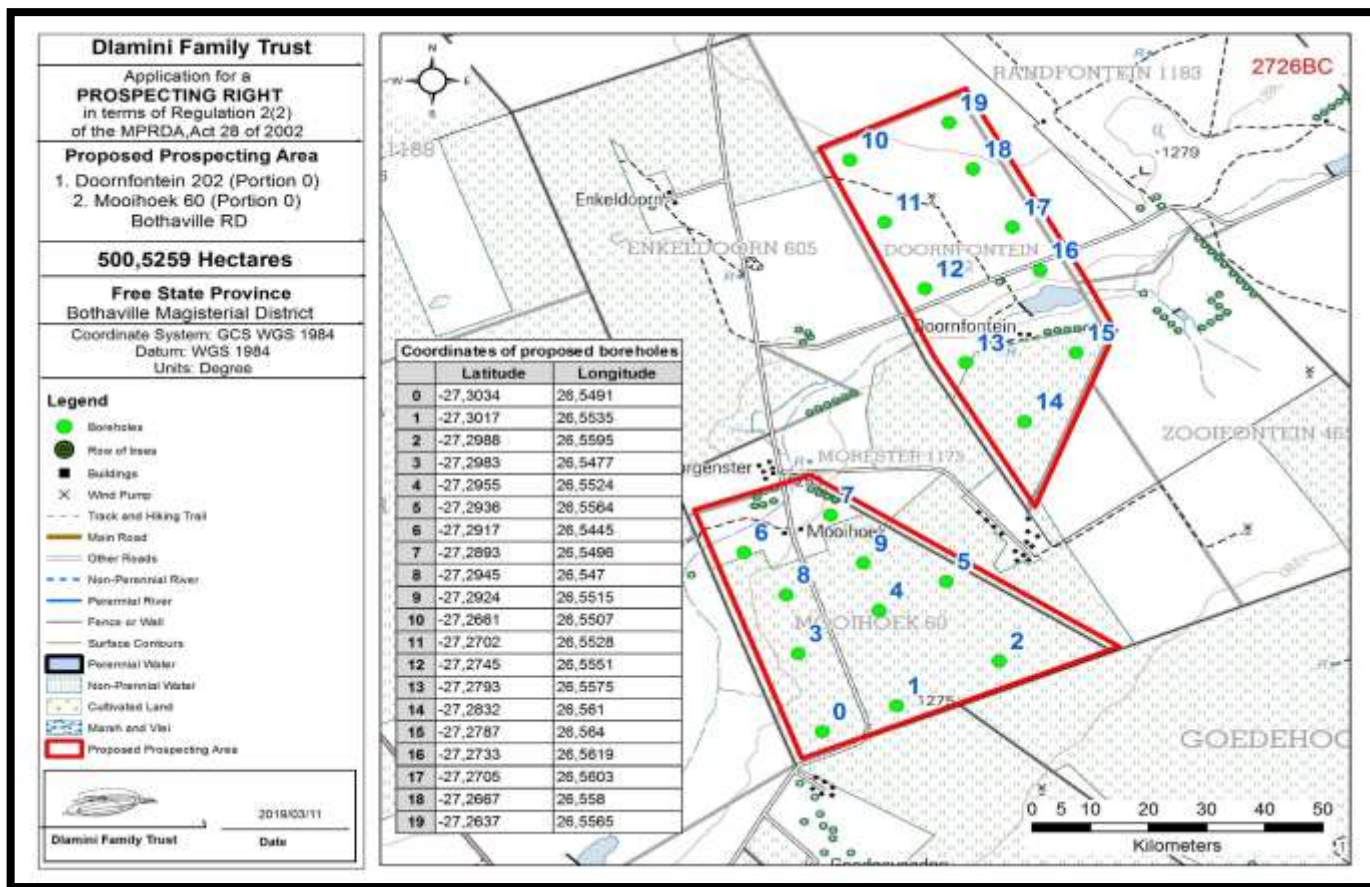 Dlamini Family Trust
Application for a
PROSPECTING RIGHT
in terms of Regulation 2(2)
of the MPRDA,Act 28 of 2002
Proposed Prospecting Area
1. Doornfontein 202 (Portion 0)
2. Mooihoek 60 (Portion 0)
Bothaville RD
500,5259 Hectares
Free State Province
Bothaville Magisterial District
Coordinate System: GCS WGS 1984
Datum: WGS 1984
Units: Degree
Legend
Boreholes
Row of trees
Buildings
Wind Pump
Track and Hiking Trail
Main Road
Other Roads
Non-Perennial River
Perennial River
Fence or Wall
Surface Contours
Perennial Water
Non-Prennial Water
Cultivated Land
Marsh and Vlei
Proposed Prospecting Area
2019/03/11
Dlamini Family Trust Date
N
W E
S
2726BC
RANDFONTEIN 1183
1188
1279
19
10
18
Enkeldoorn
11
17
ENKELDOORN 605
DOORNFONTEIN
12
16
Doornfontein
15
13
14
ZOOIFONTEIN
MORESTER 1175
7
Mooihoek
6
9
5
8
4
MOOIHOEK 60
3
2
1
1275
0
GOEDEHOO
Coordinates of proposed boreholes
Latitude Longitude
0 -27,3034 26,5491
1 -27,3017 26,5535
2 -27,2988 26,5595
3 -27,2983 26,5477
4 -27,2955 26,5524
5 -27,2936 26,5564
6 -27,2917 26,5445
7 -27,2893 26,5496
8 -27,2945 26,547
9 -27,2924 26,5515
10 -27,2661 26,5507
11 -27,2702 26,5528
12 -27,2745 26,5551
13 -27,2793 26,5575
14 -27,2832 26,561
15 -27,2787 26,564
16 -27,2733 26,5619
17 -27,2705 26,5603
18 -27,2667 26,558
19 -27,2637 26,5565
0 5 10 20 30 40 50
Kilometers